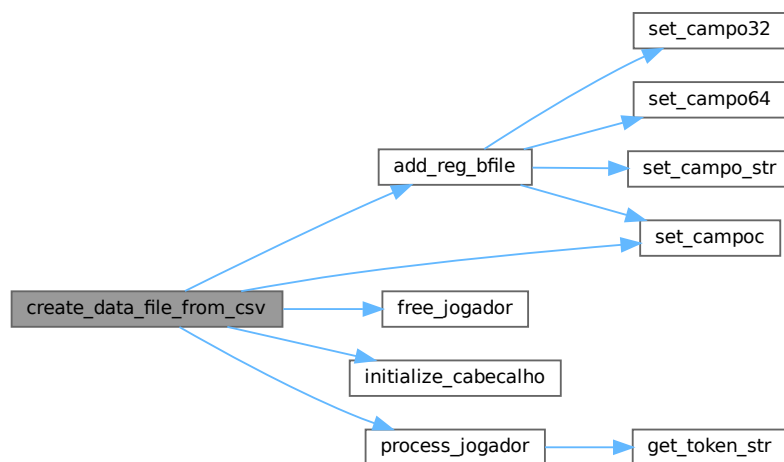 set_campo32
set_campo64
add_reg_bfile
set_campo_str
set_campoc
create_data_file_from_csv
free_jogador
initialize_cabecalho
process_jogador
get_token_str